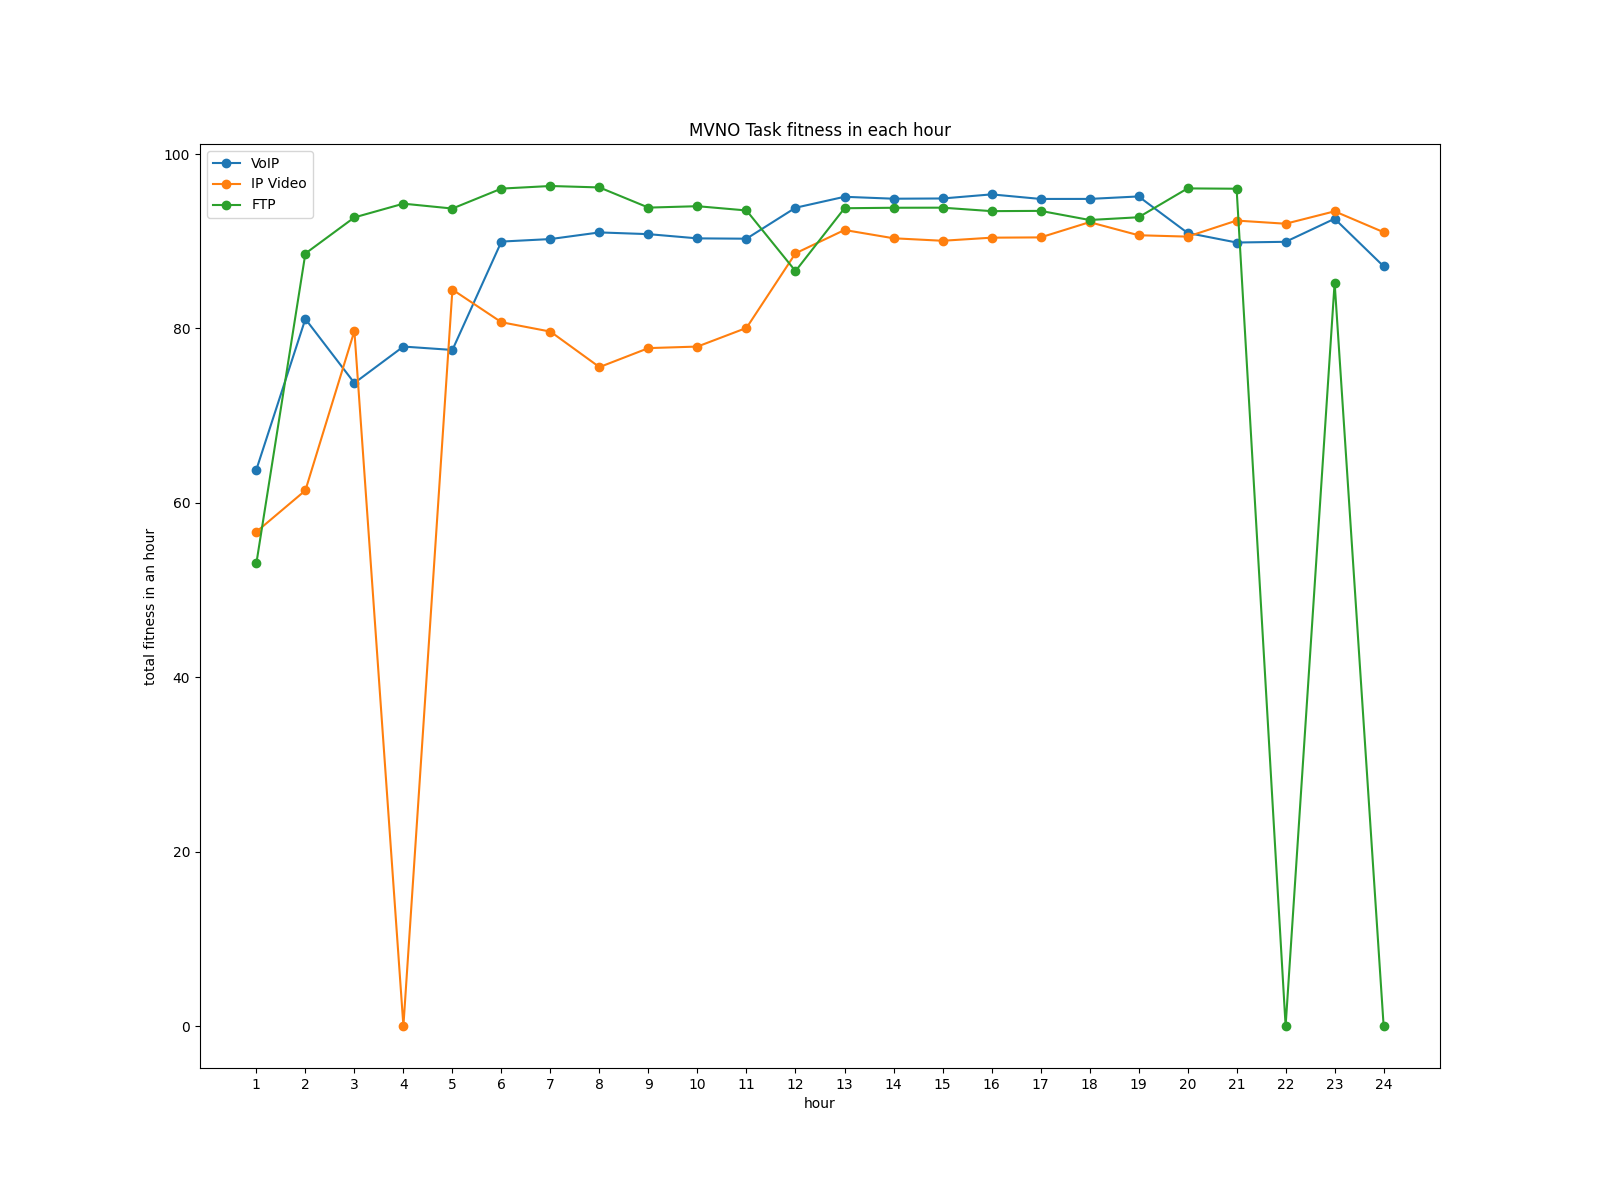 MVNO Task fitness in each hour
VoIP
IP Video
FTP
100
80
60
40
20
0
total fitness in an hour
1 2 3 4 5 6 7 8 9 10 11 12 13 14 15 16 17 18 19 20 21 22 23 24
hour